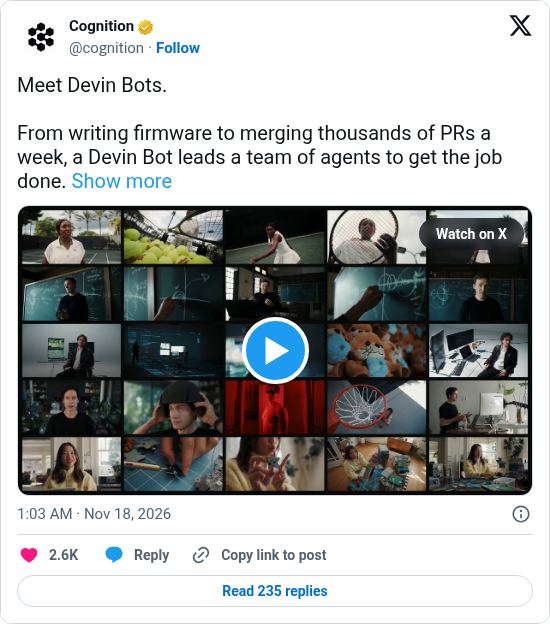 Cognition
@cognition · Follow
Meet Devin Bots.
From writing firmware to merging thousands of PRs a
week, a Devin Bot leads a team of agents to get the job
done. Show more
Watch on X
1:03 AM · Nov 18, 2026
2.6K Reply Copy link to post
Read 235 replies